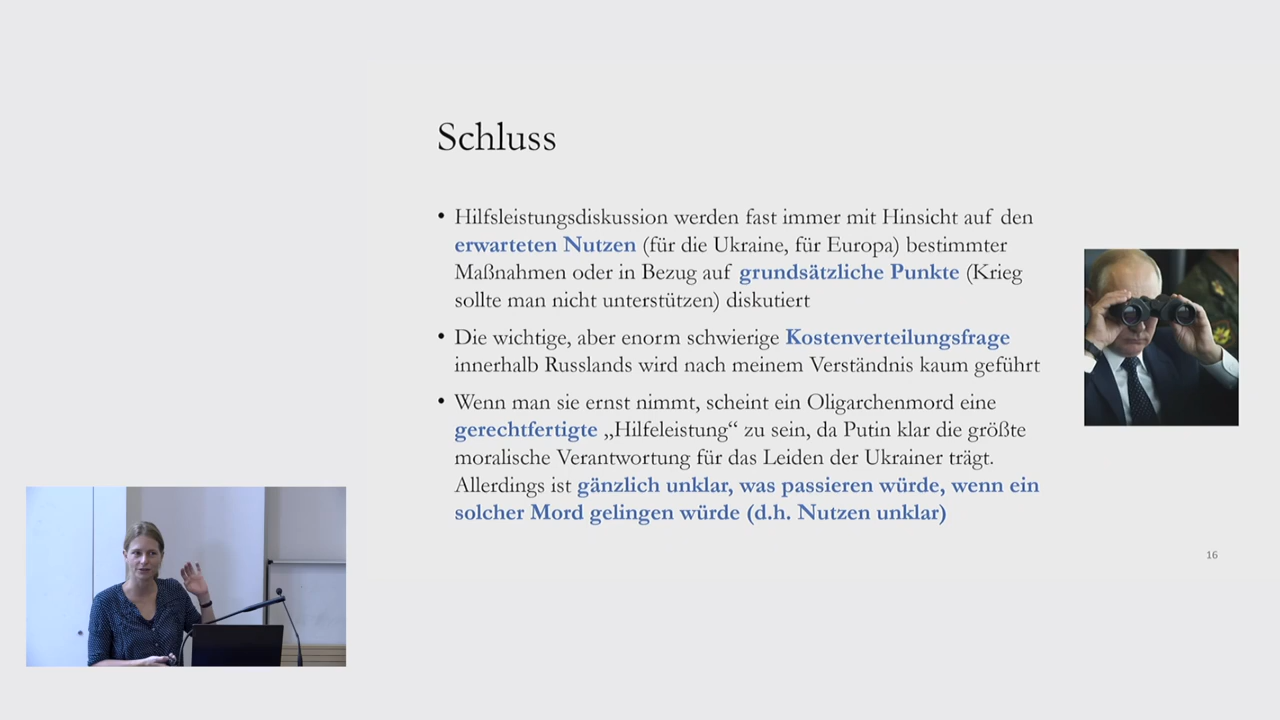 Schluss
• Hilfsleistungsdiskussion werden fast immer mit Hinsicht auf den
erwarteten Nutzen (für die Ukraine, für Europa) bestimmter
Maßnahmen oder in Bezug auf grundsätzliche Punkte (Krieg
sollte man nicht unterstützen) diskutiert
• Die wichtige, aber enorm schwierige Kostenverteilungsfrage
innerhalb Russlands wird nach meinem Verständnis kaum geführt
• Wenn man sie ernst nimmt, scheint ein Oligarchenmord eine
gerechtfertigte „Hilfeleistung“ zu sein, da Putin klar die größte
moralische Verantwortung für das Leiden der Ukrainer trägt.
Allerdings ist gänzlich unklar, was passieren würde, wenn ein
solcher Mord gelingen würde (d.h. Nutzen unklar)
16